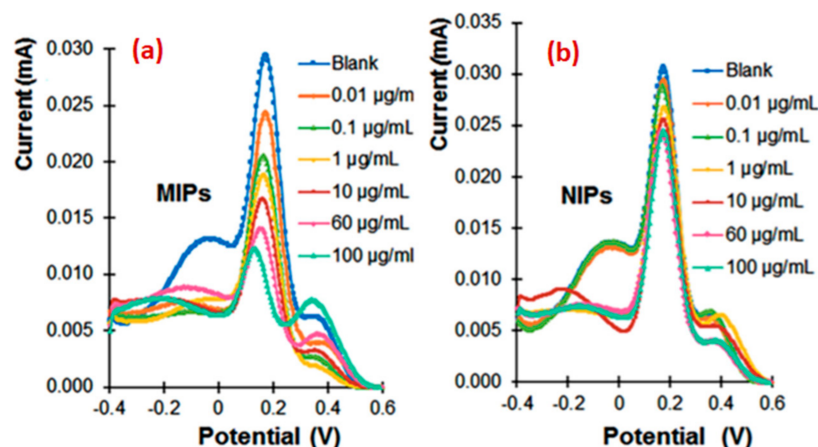 (a)
Current (mA)
0.030
0.025
0.020
0.015
0.010
0.005
0.000
-0.4
-0.2
0
0.2
0.4
0.6
Potential (V)
MIPs
Blank
0.01 µg/m
0.1 µg/mL
1 µg/mL
10 µg/mL
60 µg/mL
100 µg/ml
(b)
Current (mA)
0.035
0.030
0.025
0.020
0.015
0.010
0.005
0.000
-0.4
-0.2
0
0.2
0.4
0.6
Potential (V)
NIPs
Blank
0.01 µg/mL
0.1 µg/mL
1 µg/mL
10 µg/mL
60 µg/mL
100 µg/mL